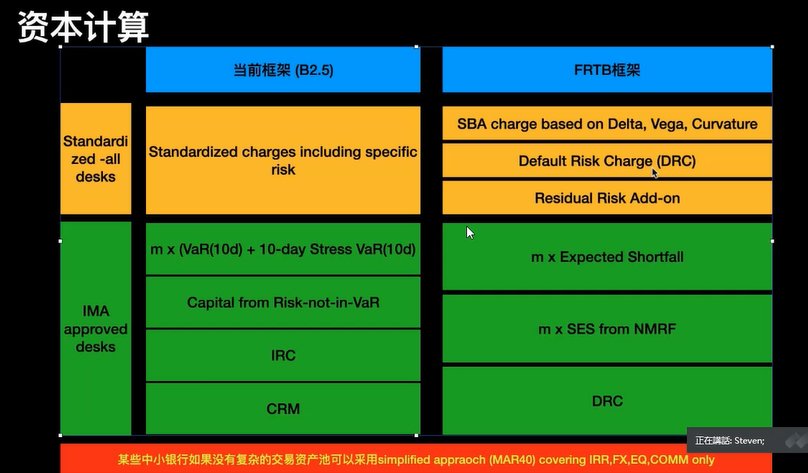 资本计算
当前框架 (B2.5)
FRTB框架
Standardi
zed -all
desks
Standardized charges including specific
risk
SBA charge based on Delta, Vega, Curvature
Default Risk Charge (DRC)
Residual Risk Add-on
IMA
approved
desks
m x (VaR(10d) + 10-day Stress VaR(10d)
Capital from Risk-not-in-VaR
IRC
CRM
m x Expected Shortfall
m x SES from NMRF
DRC
正在講話: Steven;
某些中小银行如果没有复杂的交易资产池可以采用simplified appraoch (MAR40) covering IRR,FX,EQ,COMM only